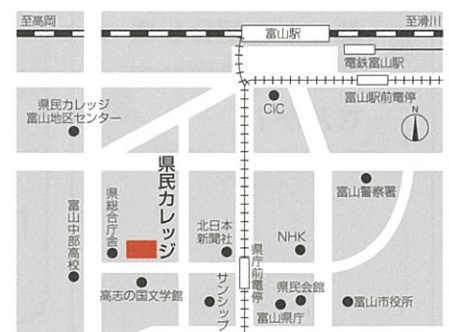 至高岡
富山駅
至滑川
電鉄富山駅
富山駅前電停
CiC
N
県民カレッジ
富山地区センター
県民カレッジ
富山警察署
富山中部高校
県総合庁舎
北日本
新聞社
NHK
県庁前電停
高志の国文学館
サンシップ
県民会館
富山県庁
富山市役所